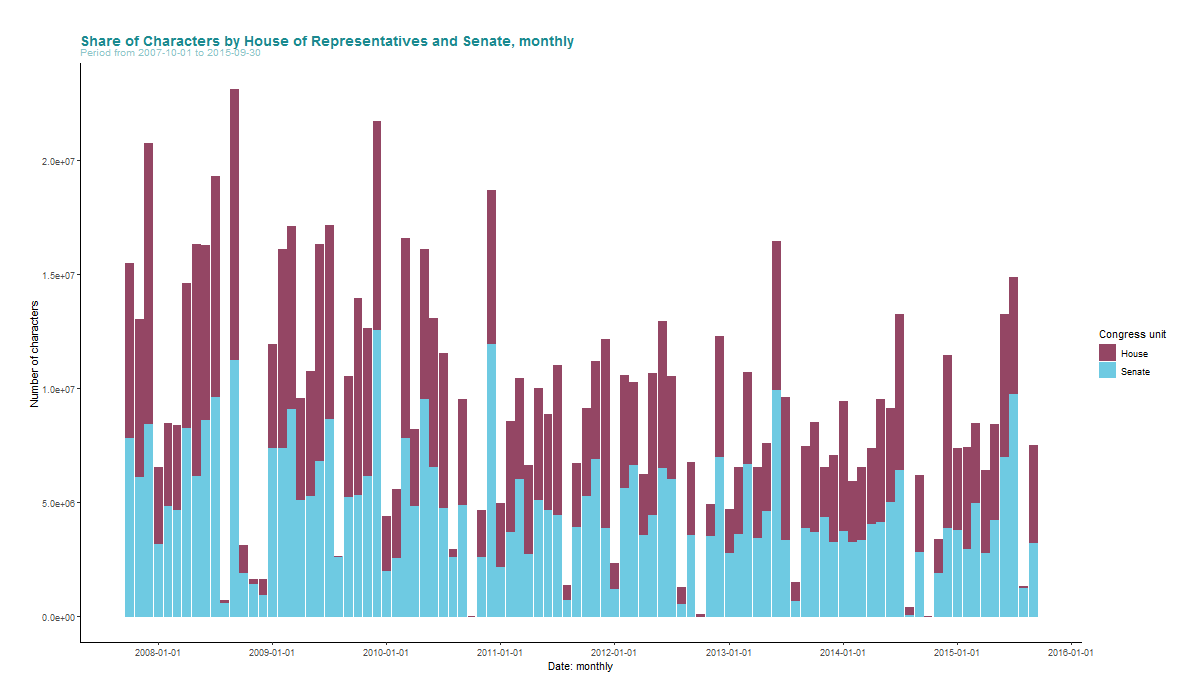 Share of Characters by House of Representatives and Senate, monthly
Period from 2007-10-01 to 2015-09-30
Number of characters
2.0e+07
1.5e+07
1.0e+07
5.0e+06
0.0e+00
2008-01-01 2009-01-01 2010-01-01 2011-01-01 2012-01-01 2013-01-01 2014-01-01 2015-01-01 2016-01-01
Date: monthly
Congress unit
House
Senate